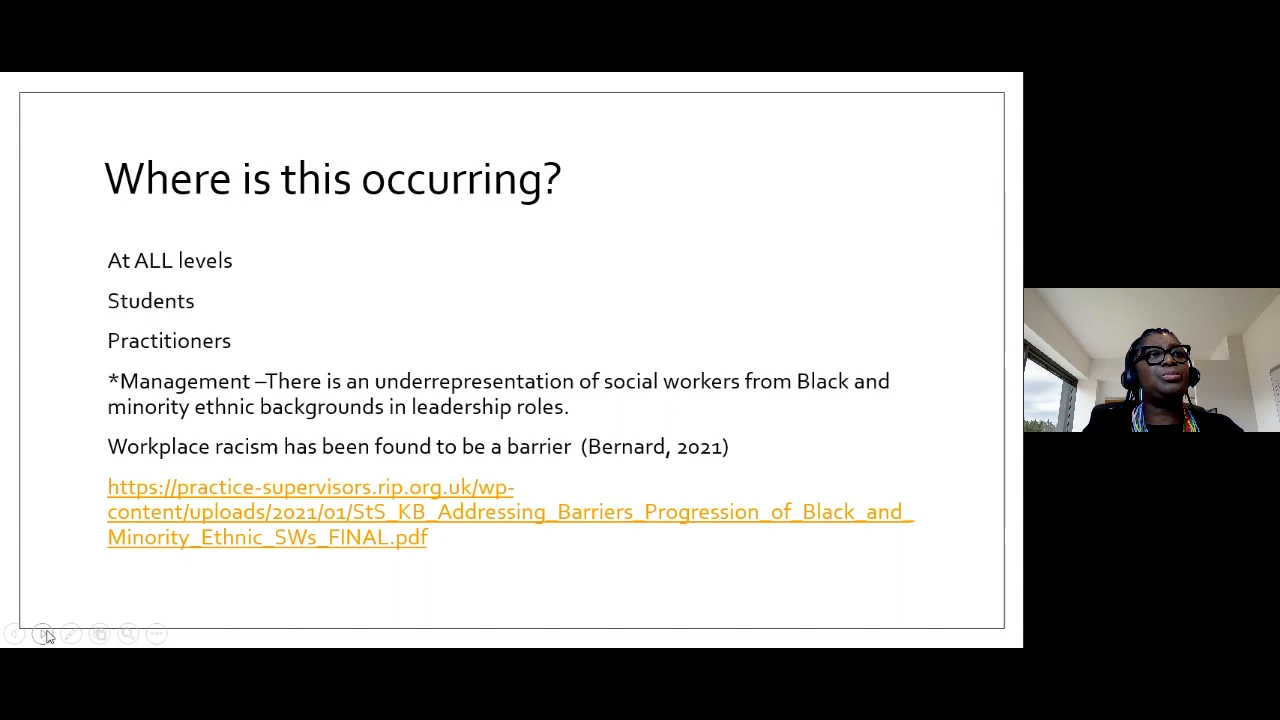 Where is this occurring?
At ALL levels
Students
Practitioners
*Management –There is an underrepresentation of social workers from Black and
minority ethnic backgrounds in leadership roles.
Workplace racism has been found to be a barrier  (Bernard, 2021)
https://practice-supervisors.rip.org.uk/wp-
content/uploads/2021/01/StS_KB_Addressing_Barriers_Progression_of_Black_and_
Minority_Ethnic_SWs_FINAL.pdf